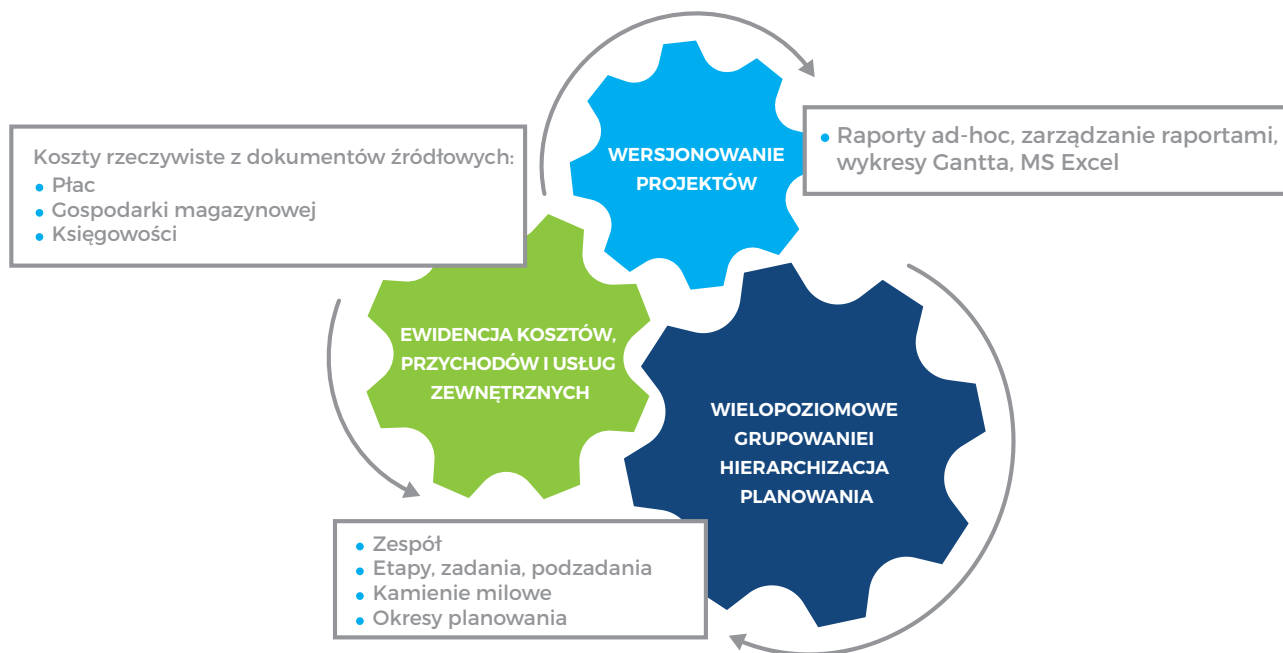 WERSJONOWANIE
PROJEKTÓW
• Raporty ad-hoc, zarządzanie raportami,
wykresy Gantta, MS Excel
Koszty rzeczywiste z dokumentów źródłowych:
• Płac
• Gospodarki magazynowej
• Księgowości
EWIDENCJA KOSZTÓW,
PRZYCHODÓW I USŁUG
ZEWNĘTRZNYCH
WIELOPOZIOMOWE
GRUPOWANIEI
HIERARCHIZACJA
PLANOWANIA
• Zespół
• Etapy, zadania, podzadania
• Kamienie milowe
• Okresy planowania